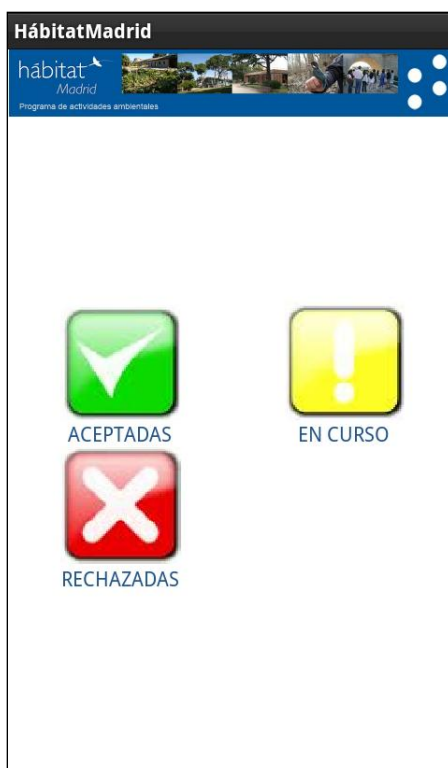 HábitatMadrid
hábitat
Madrid
Programa de actividades ambientales
ACEPTADAS
EN CURSO
RECHAZADAS